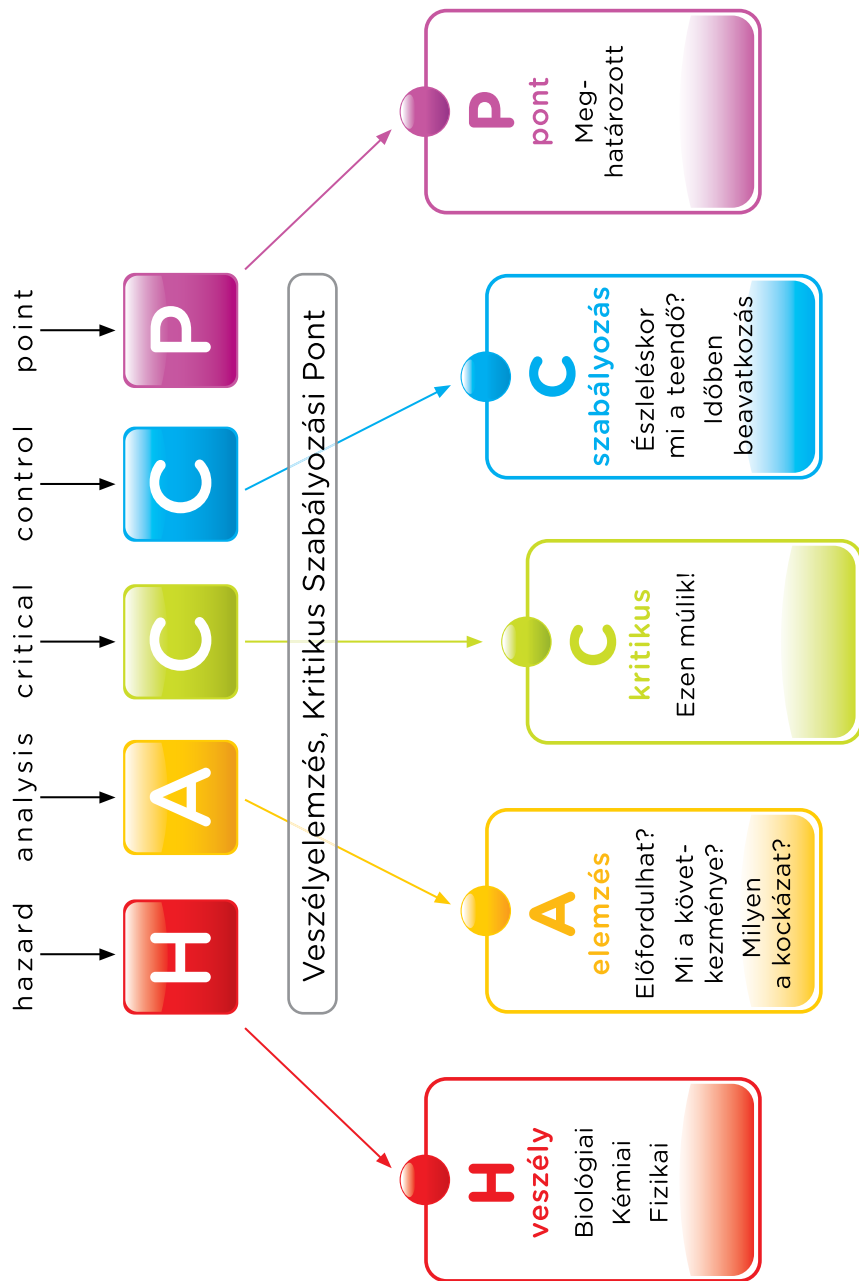 hazard
analysis
critical
control
point
H
A
C
C
P
Veszélyelemzés, Kritikus Szabályozási Pont
H
veszély
Biológiai
Kémiai
Fizikai
A
elemzés
Előfordulhat?
Mi a követ-
kezménye?
Milyen
a kockázat?
C
kritikus
Ezen múlik!
C
szabályozás
Észleléskor
mi a teendő?
Időben
beavatkozás
P
pont
Meg-
határozott